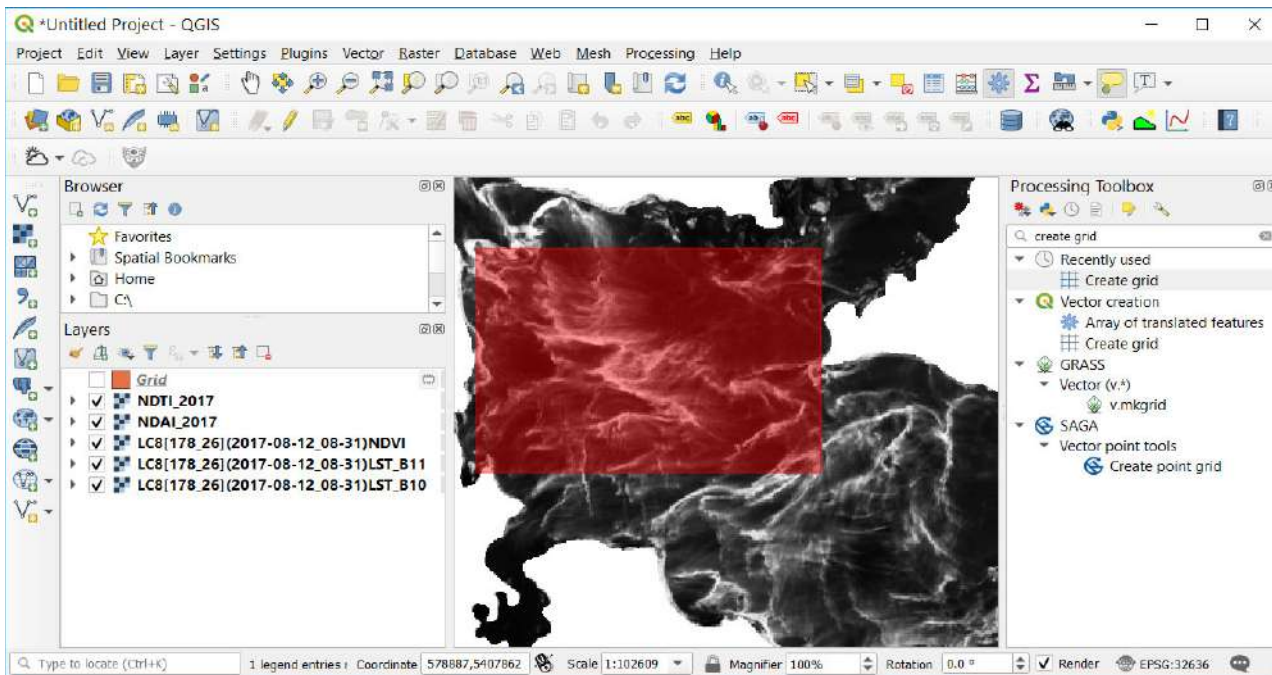 *Untitled Project - QGIS
Project Edit View Layer Settings Plugins Vector Raster Database Web Mesh Processing Help
Browser
Favorites
Spatial Bookmarks
Home
C:\
Layers
Grid
NDTI_2017
NDAI_2017
LC8[178_26](2017-08-12_08-31)NDVI
LC8[178_26](2017-08-12_08-31)LST_B11
LC8[178_26](2017-08-12_08-31)LST_B10
Processing Toolbox
create grid
Recently used
Create grid
Vector creation
Array of translated features
Create grid
GRASS
Vector (v.*)
v.mkgrid
SAGA
Vector point tools
Create point grid
Type to locate (Ctrl+K) 1 legend entries Coordinate 578887,5407862 Scale 1:102609 Magnifier 100% Rotation 0.0 ° Render EPSG:32636